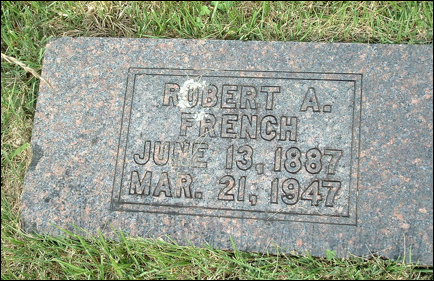 ROBERT A.
FRENCH
JUNE 13, 1887
MAR. 21, 1947